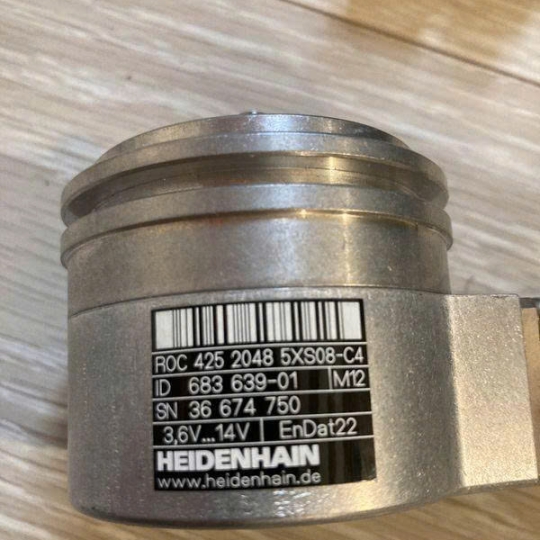 ROC 425 2048 5XS08-C4
ID 683 639-01 M12
SN 36 674 750
3,6V...14V EnDat22
HEIDENHAIN
www.heidenhain.de